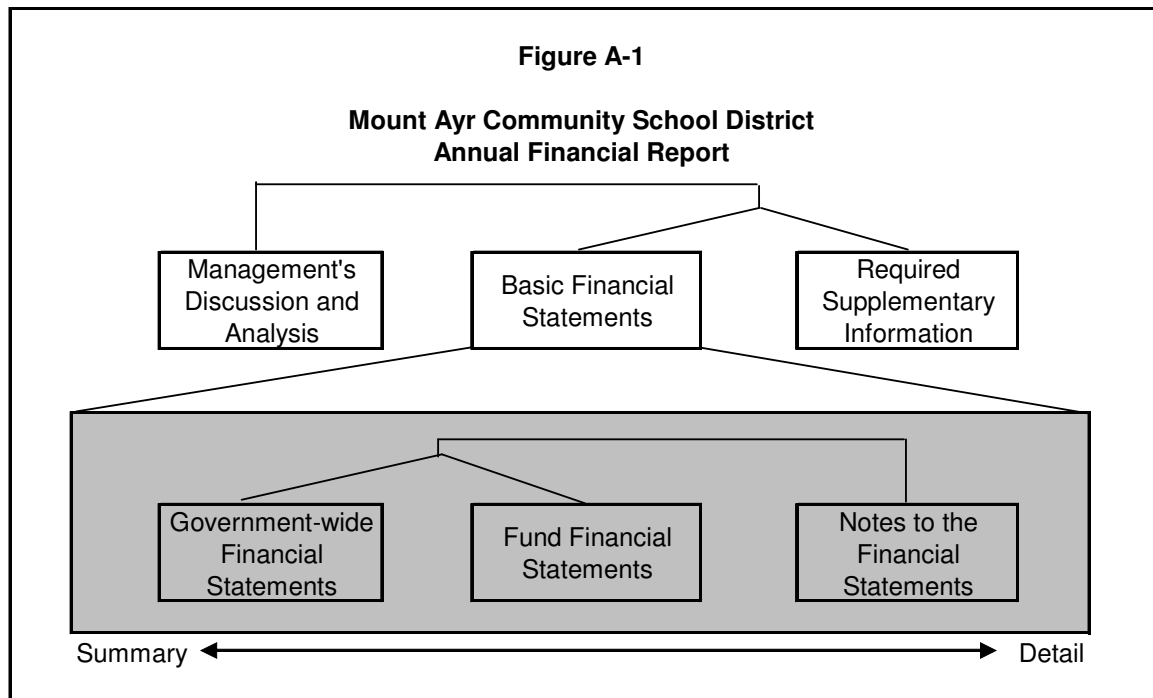 Figure A-1
Mount Ayr Community School District
Annual Financial Report
Management's
Discussion and
Analysis
Basic Financial
Statements
Required
Supplementary
Information
Government-wide
Financial
Statements
Fund Financial
Statements
Notes to the
Financial
Statements
Summary
Detail